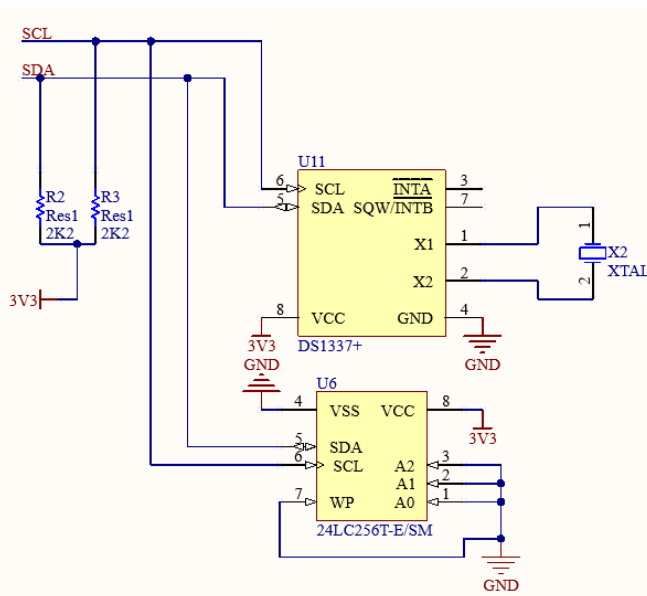 SCL
SDA
U11
R2
Res1
2K2
R3
Res1
2K2
3V3
6
SCL
5
SDA
INTA
3
SQW/INTB
7
X1
1
X2
2
1
2
X2
XTAL
8
VCC
GND
4
3V3
DS1337+
GND
GND
U6
4
VSS
VCC
8
3V3
5
SDA
6
SCL
A2
3
A1
2
7
WP
A0
1
24LC256T-E/SM
GND